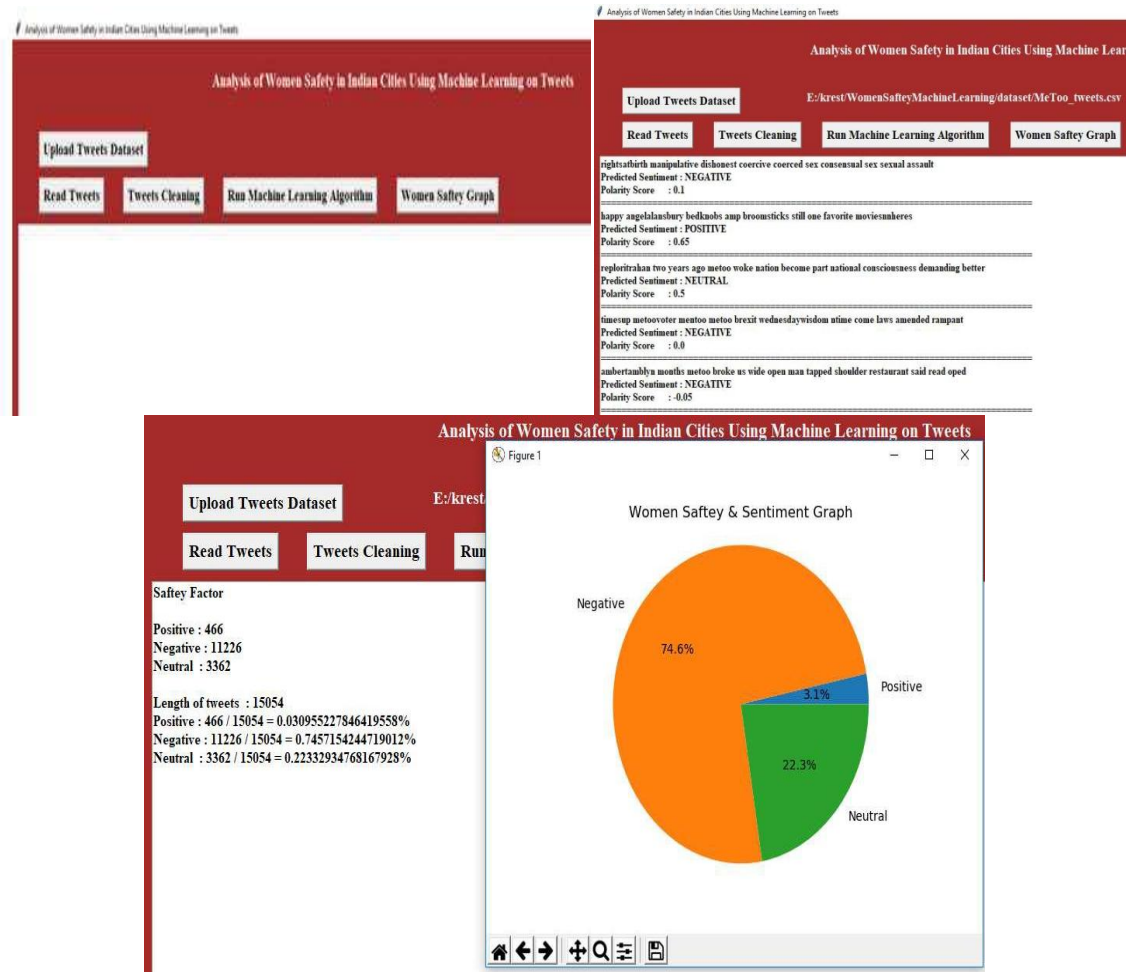 Analysis of Women Safety in Indian Cities Using Machine Learning on Tweets
Analysis of Women Safety in Indian Cities Using Machine Learning on Tweets
Upload Tweets Dataset
Read Tweets Tweets Cleaning Run Machine Learning Algorithm Women Saftey Graph
Analysis of Women Safety in Indian Cities Using Machine Learning on Tweets
Analysis of Women Safety in Indian Cities Using Machine Lear
Upload Tweets Dataset E:/krest/WomenSafteyMachineLearning/dataset/MeToo_tweets.csv
Read Tweets Tweets Cleaning Run Machine Learning Algorithm Women Saftey Graph
rightsatbirth manipulative dishonest coercive coerced sex consensual sex sexual assault
Predicted Sentiment : NEGATIVE
Polarity Score : 0.1
happy angelalansbury bedknobs amp broomsticks still one favorite moviesnnheres
Predicted Sentiment : POSITIVE
Polarity Score : 0.65
reploritrahan two years ago metoo woke nation become part national consciousness demanding better
Predicted Sentiment : NEUTRAL
Polarity Score : 0.5
timesup metoovoter mentoo metoo brexit wednesdaywisdom ntime come laws amended rampant
Predicted Sentiment : NEGATIVE
Polarity Score : 0.0
ambertamblyn months metoo broke us wide open man tapped shoulder restaurant said read oped
Predicted Sentiment : NEGATIVE
Polarity Score : -0.05
Analysis of Women Safety in Indian Cities Using Machine Learning on Tweets
Upload Tweets Dataset E:/krest
Read Tweets Tweets Cleaning Run
Saftey Factor
Positive : 466
Negative : 11226
Neutral : 3362
Length of tweets : 15054
Positive : 466 / 15054 = 0.030955227846419558%
Negative : 11226 / 15054 = 0.7457154244719012%
Neutral : 3362 / 15054 = 0.22332934768167928%
Figure 1
Women Saftey & Sentiment Graph
Negative
74.6%
Positive
3.1%
22.3%
Neutral